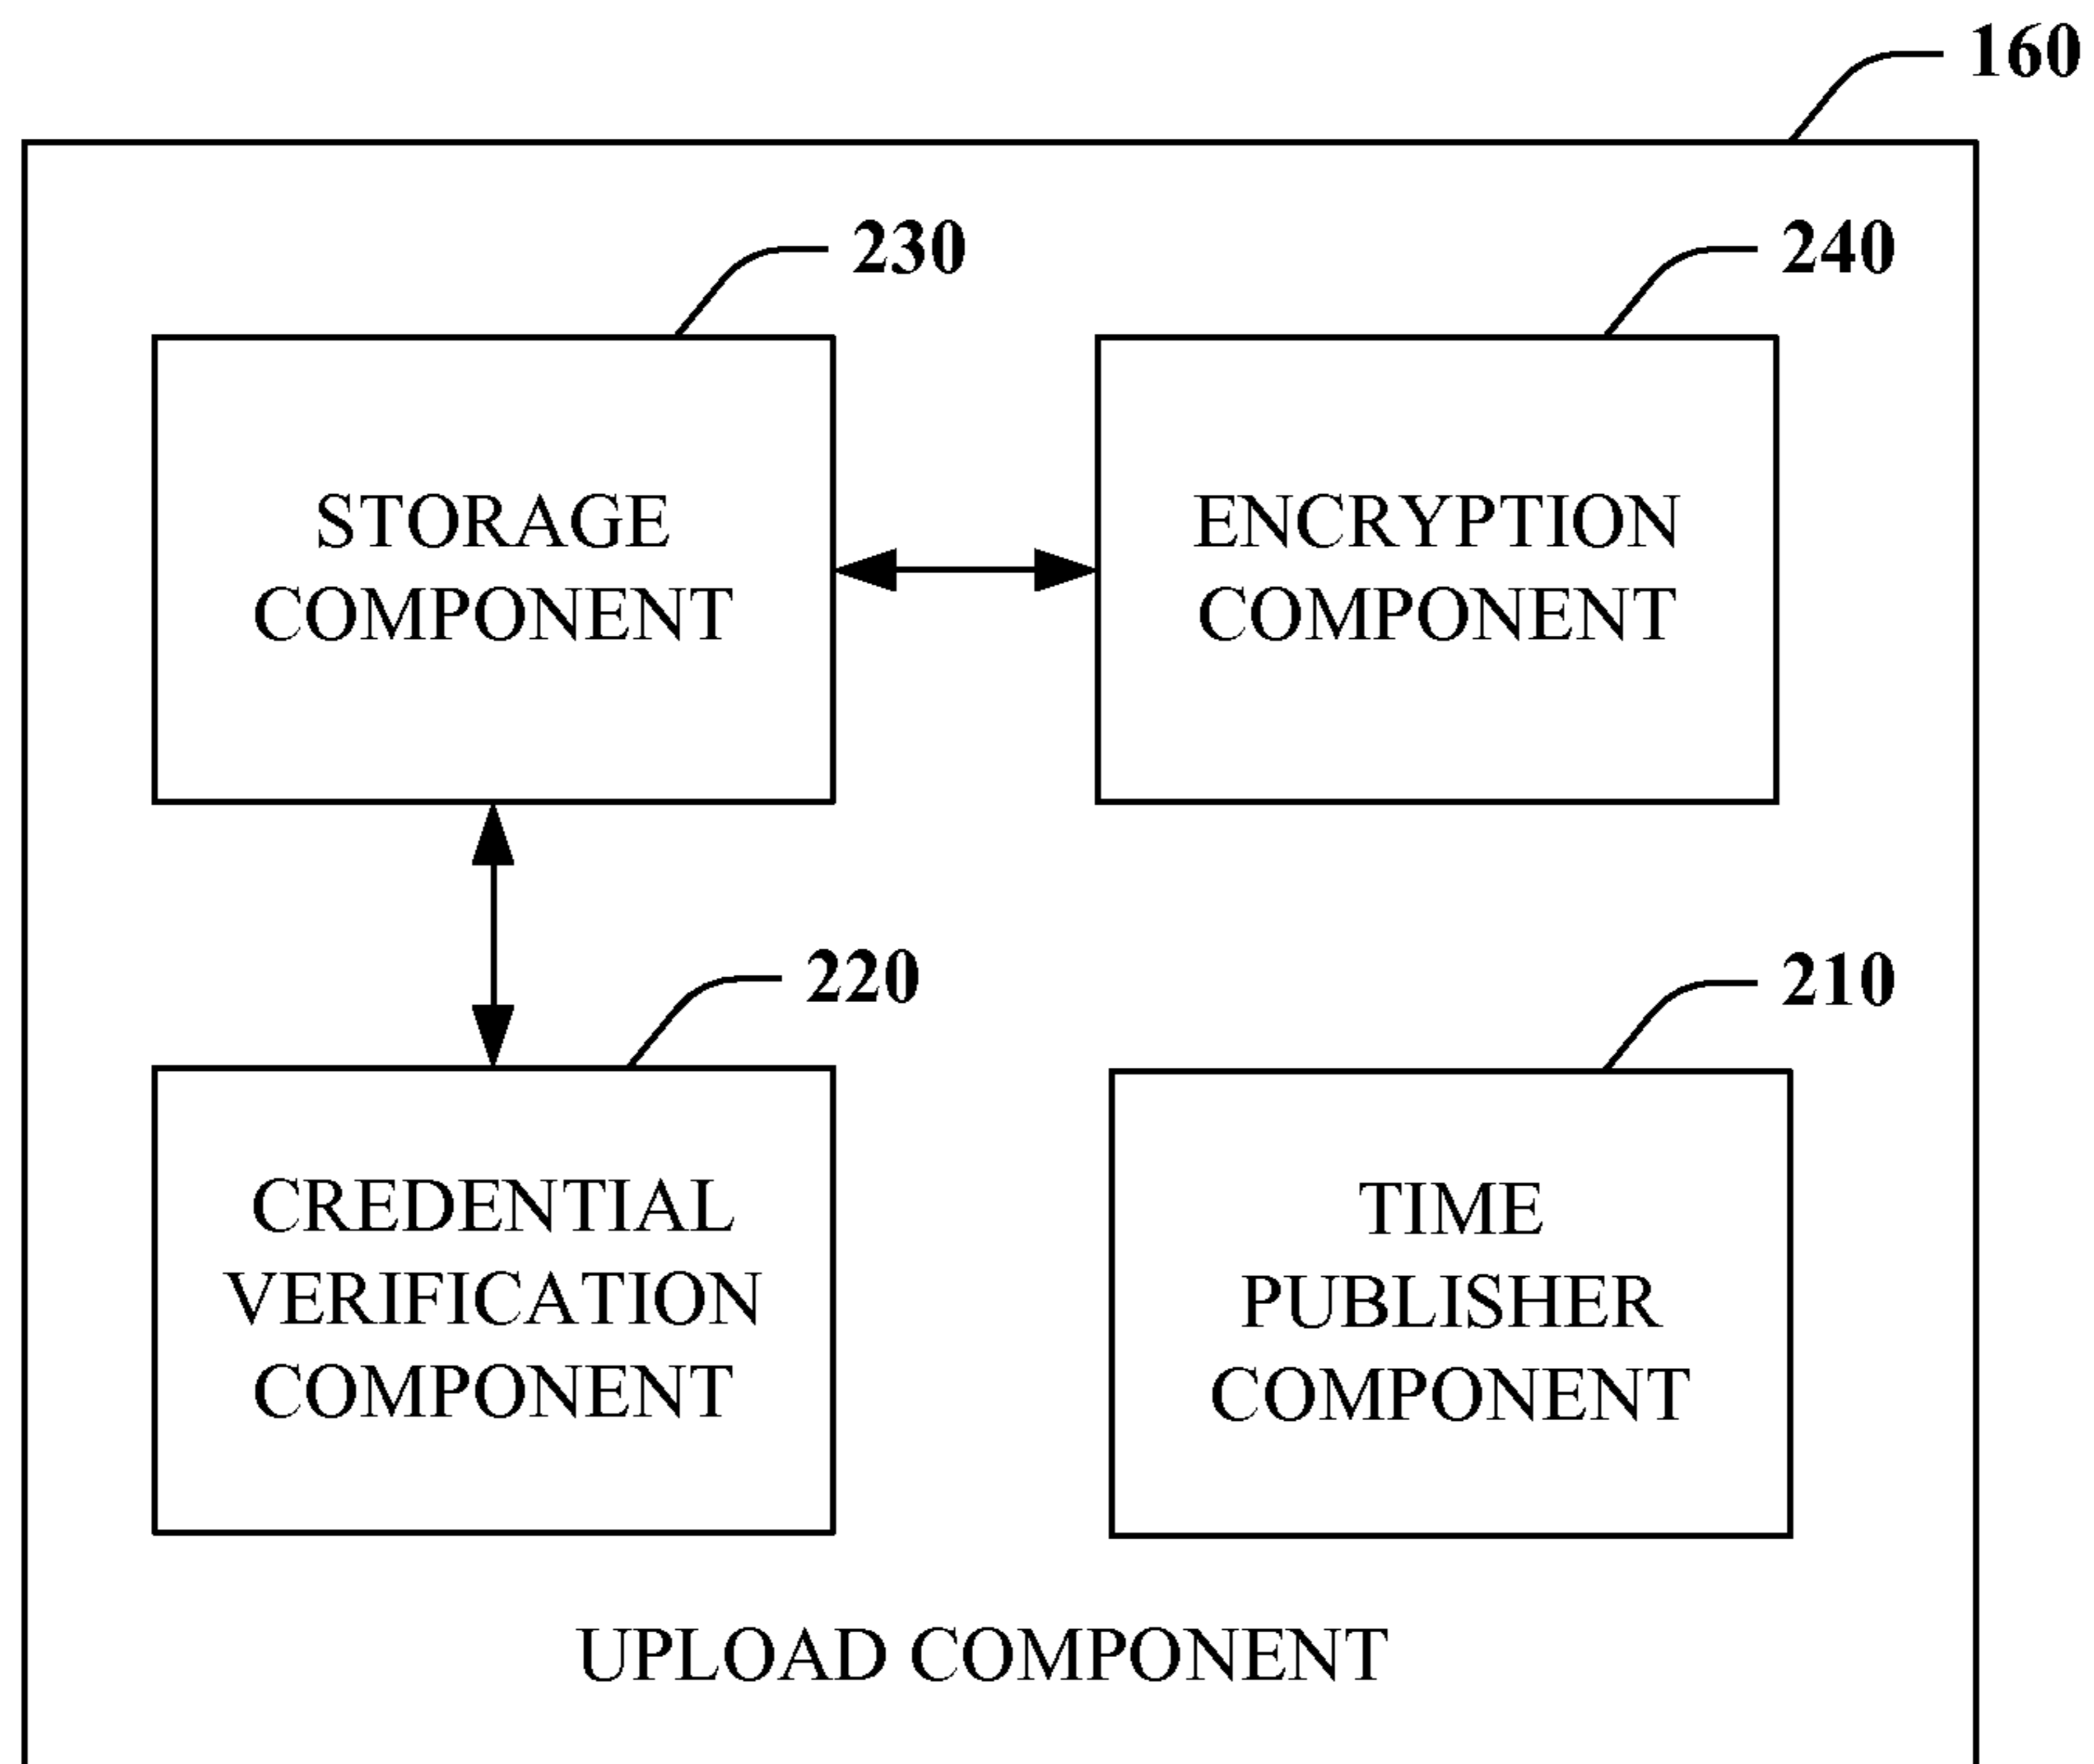 160
230
240
STORAGE
COMPONENT
ENCRYPTION
COMPONENT
220
210
CREDENTIAL
VERIFICATION
COMPONENT
TIME
PUBLISHER
COMPONENT
UPLOAD COMPONENT